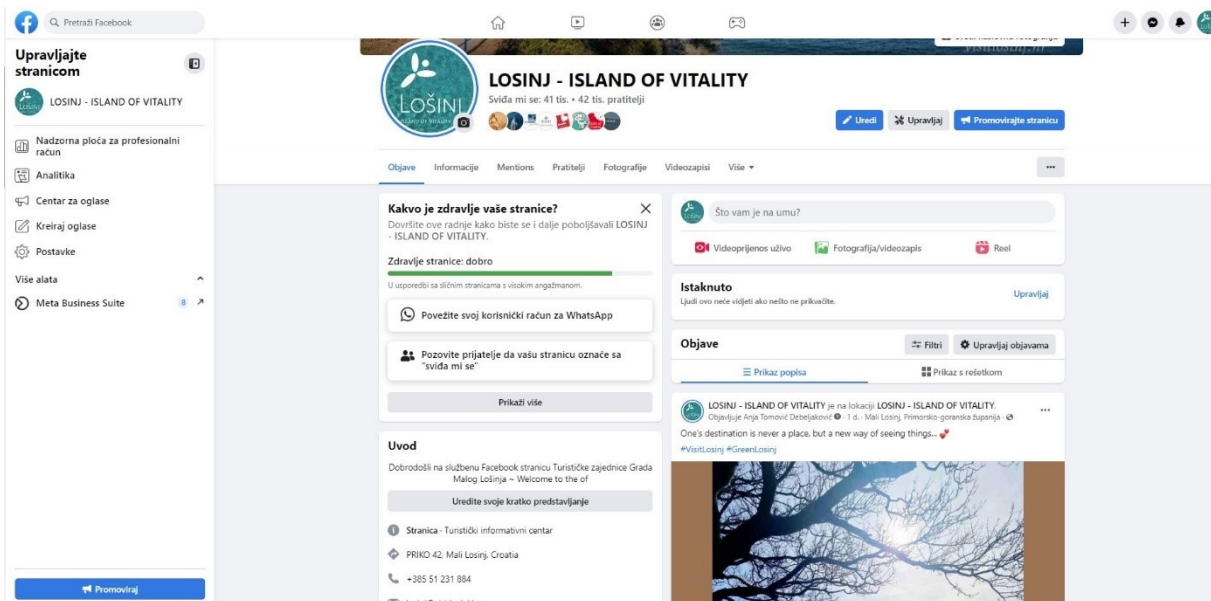 Pretraži Facebook
Upravljajte
stranicom
LOSINJ - ISLAND OF VITALITY
Nadzorna ploča za profesionalni
račun
Analitika
Centar za oglase
Kreiraj oglase
Postavke
Više alata
Meta Business Suite 8
Promoviraj
visitlosinj.hr
LOŠINJ
LOSINJ - ISLAND OF VITALITY
Sviđa mi se: 41 tis. • 42 tis. pratitelji
Uredi Upravljaj Promovirajte stranicu
Objave Informacije Mentions Pratitelji Fotografije Videozapisi Više
Kakvo je zdravlje vaše stranice?
Dovršite ove radnje kako biste se i dalje poboljšavali LOSINJ
- ISLAND OF VITALITY.
Zdravlje stranice: dobro
U usporedbi sa sličnim stranicama s visokim angažmanom.
Povežite svoj korisnički račun za WhatsApp
Pozovite prijatelje da vašu stranicu označe sa
"sviđa mi se"
Prikaži više
Uvod
Dobrodošli na službenu Facebook stranicu Turističke zajednice Grada
Malog Lošinja ~ Welcome to the of
Uredite svoje kratko predstavljanje
Stranica · Turistički informativni centar
PRIKO 42, Mali Losinj, Croatia
+385 51 231 884
Što vam je na umu?
Videoprijenos uživo Fotografija/videozapis Reel
Istaknuto
Ljudi ovo neće vidjeti ako nešto ne prikvačite.
Upravljaj
Objave Filtri Upravljaj objavama
Prikaz popisa Prikaz s rešetkom
LOSINJ - ISLAND OF VITALITY je na lokaciji LOSINJ - ISLAND OF VITALITY.
Objavljuje Anja Tomović Debeljaković · 1 d. · Mali Losinj, Primorsko-goranska županija ·
One's destination is never a place, but a new way of seeing things... 💕
#VisitLosinj #GreenLosinj